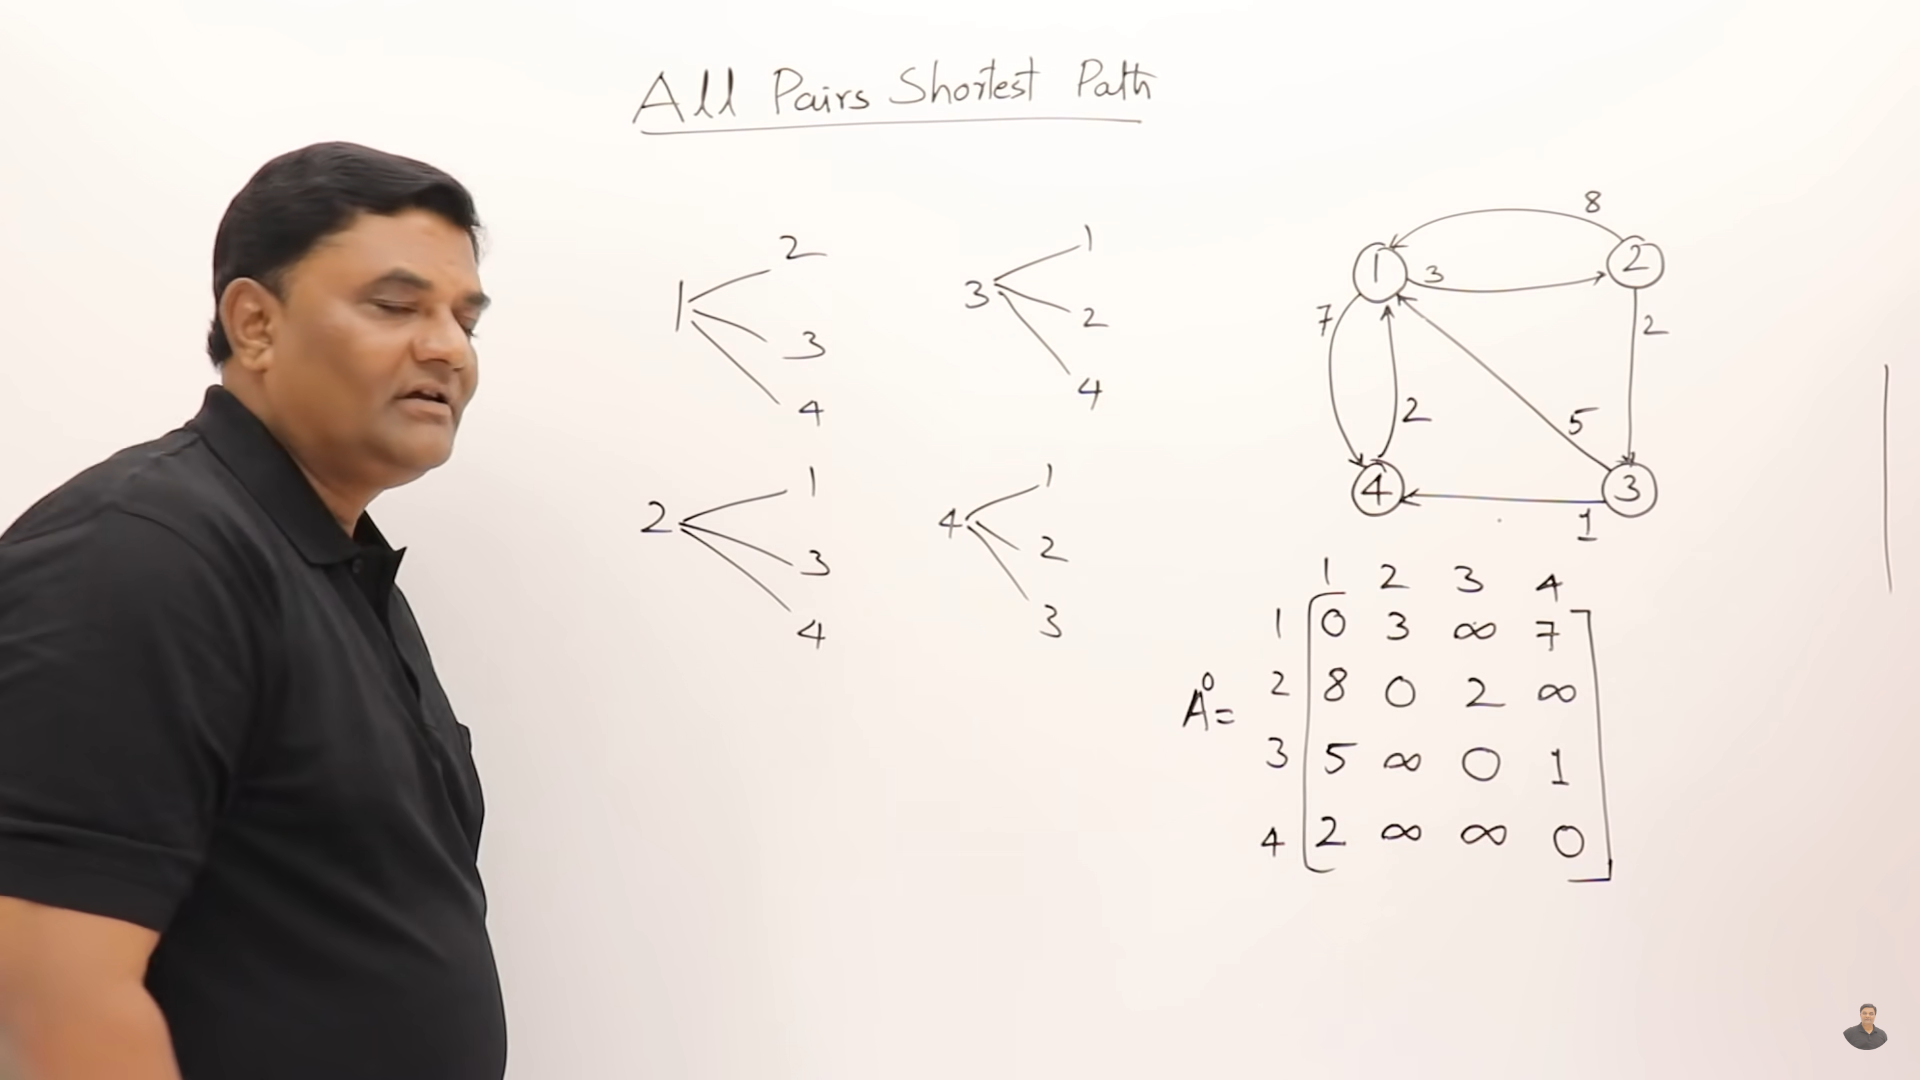 All Pairs Shortest Path
1 2 3 4
3 1 2 4
2 1 3 4
4 1 2 3
8
1 3 2
7 2
2 5
4 3
1
1 2 3 4
1 0 3 ∞ 7
A⁰= 2 8 0 2 ∞
3 5 ∞ 0 1
4 2 ∞ ∞ 0